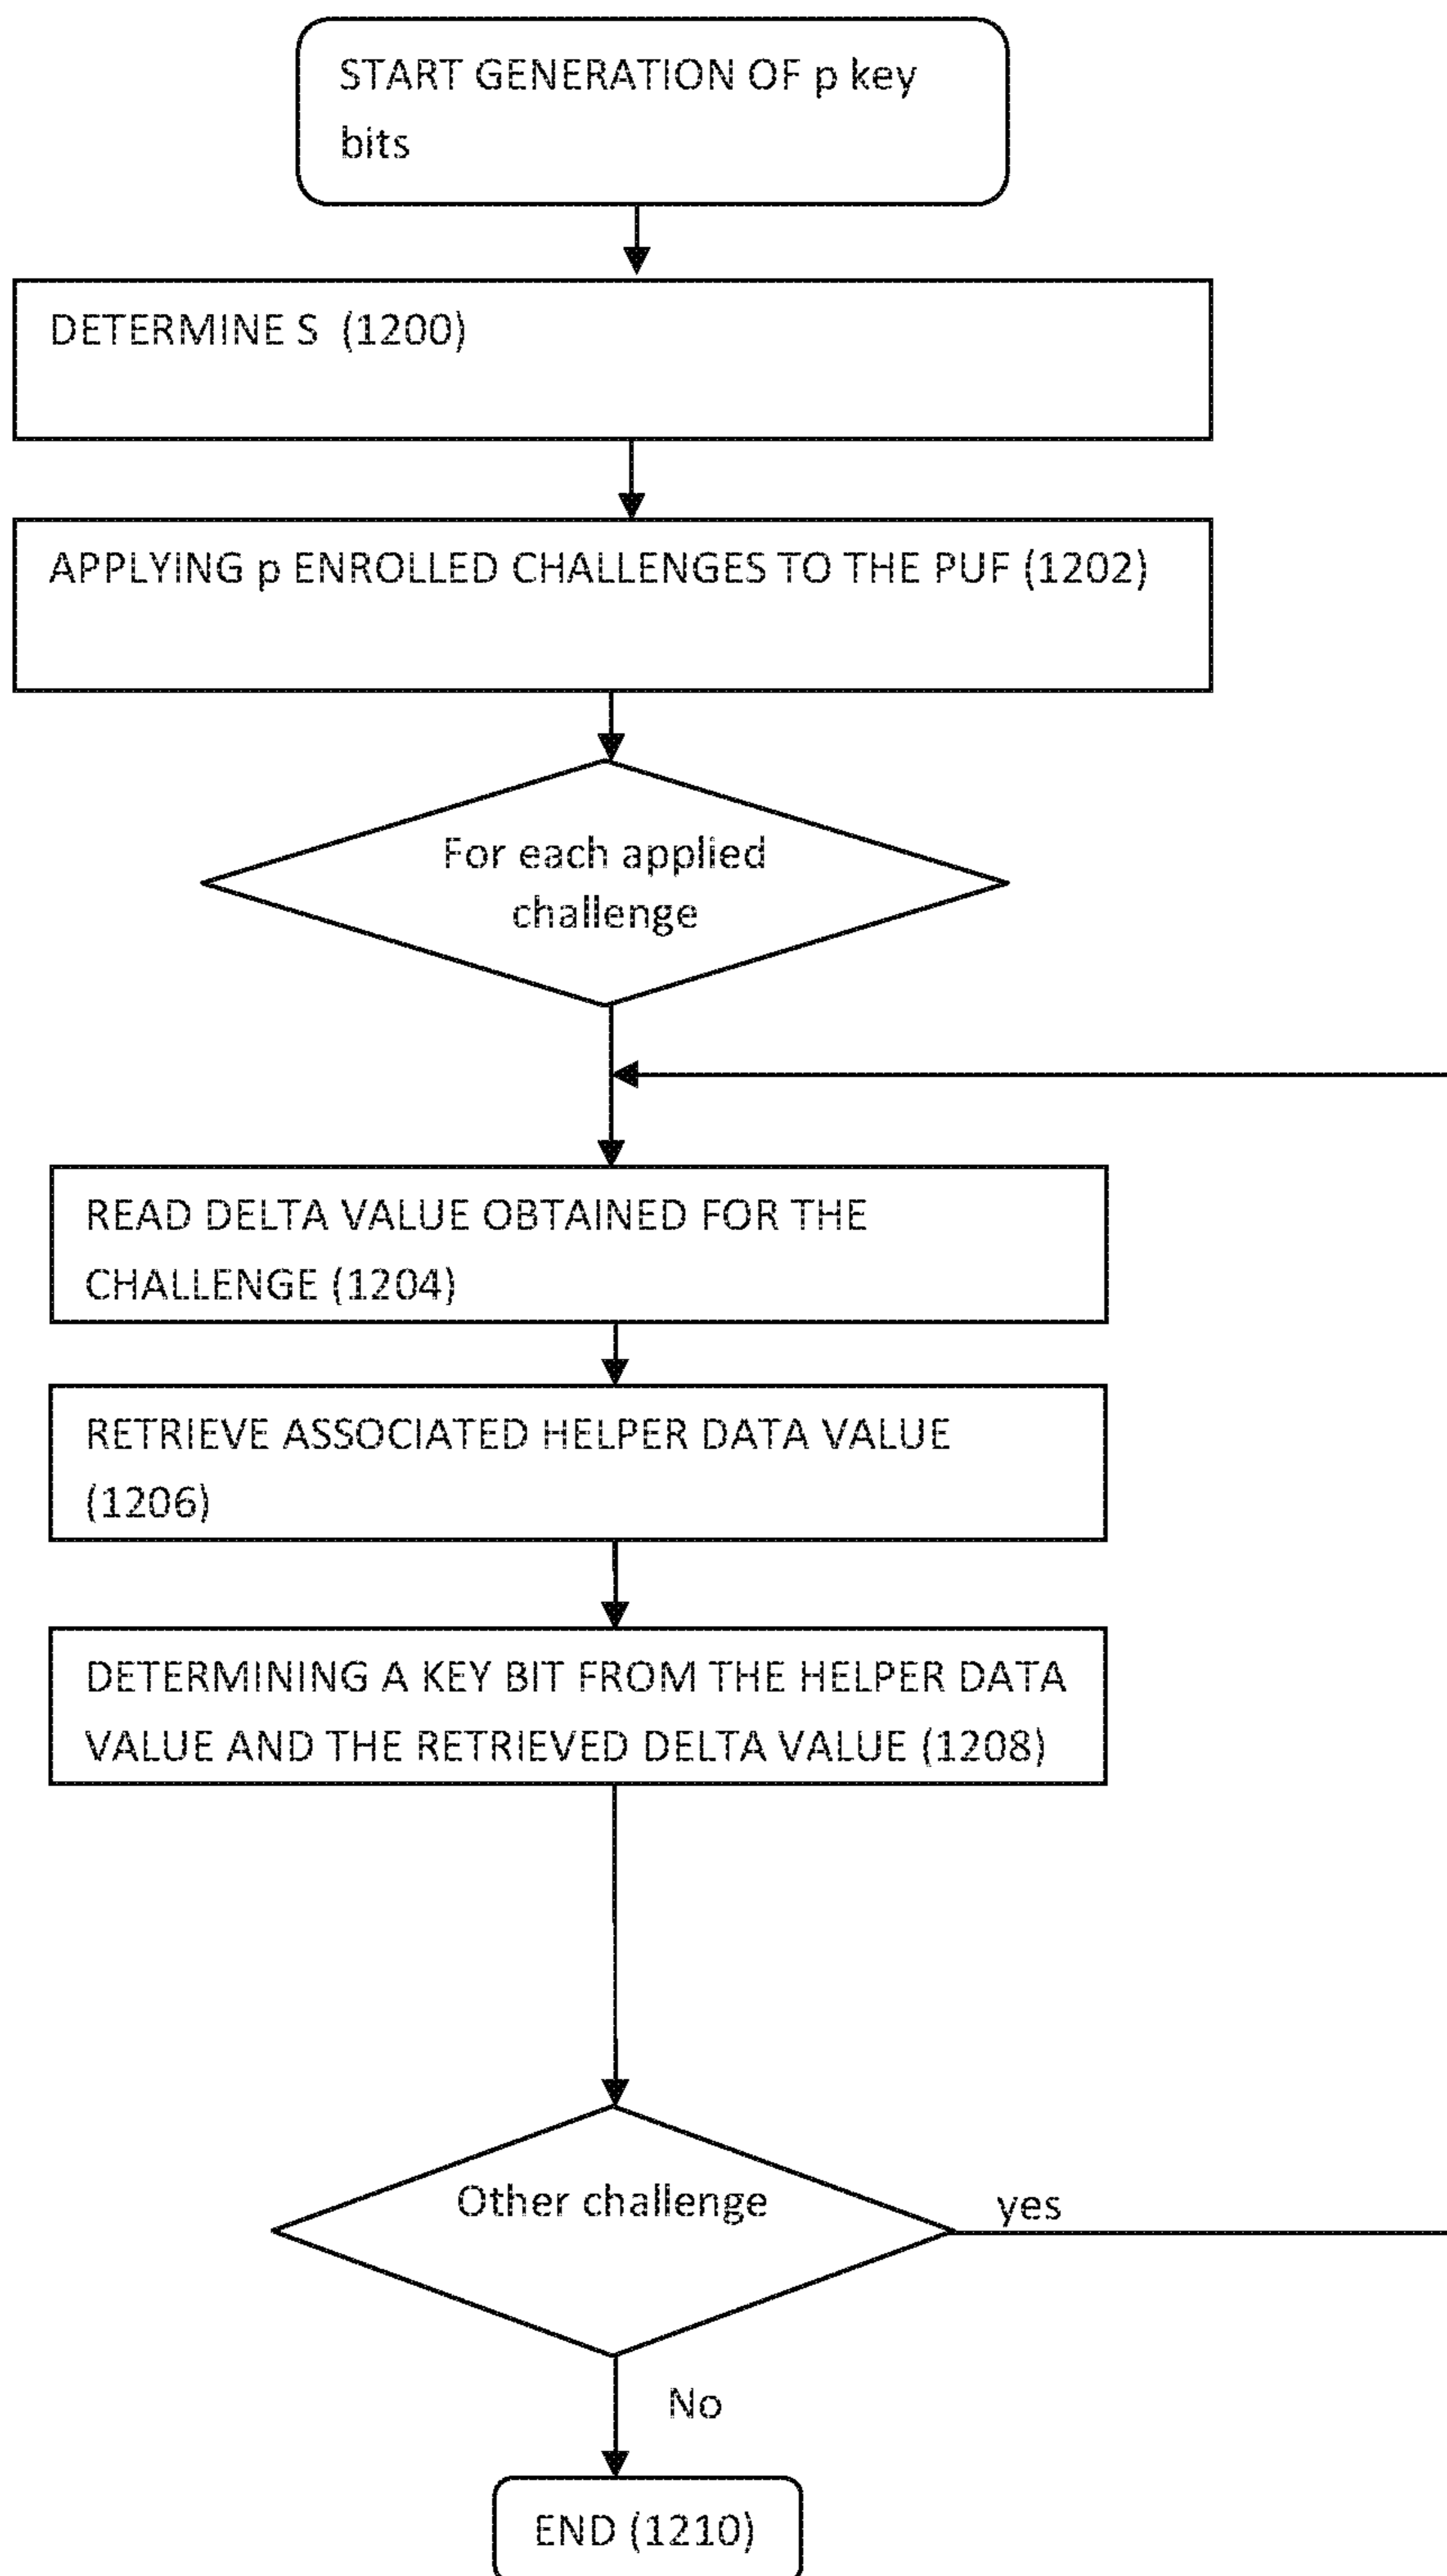 START GENERATION OF p key
bits
DETERMINE S (1200)
APPLYING p ENROLLED CHALLENGES TO THE PUF (1202)
For each applied
challenge
READ DELTA VALUE OBTAINED FOR THE
CHALLENGE (1204)
RETRIEVE ASSOCIATED HELPER DATA VALUE
(1206)
DETERMINING A KEY BIT FROM THE HELPER DATA
VALUE AND THE RETRIEVED DELTA VALUE (1208)
Other challenge
yes
No
END (1210)